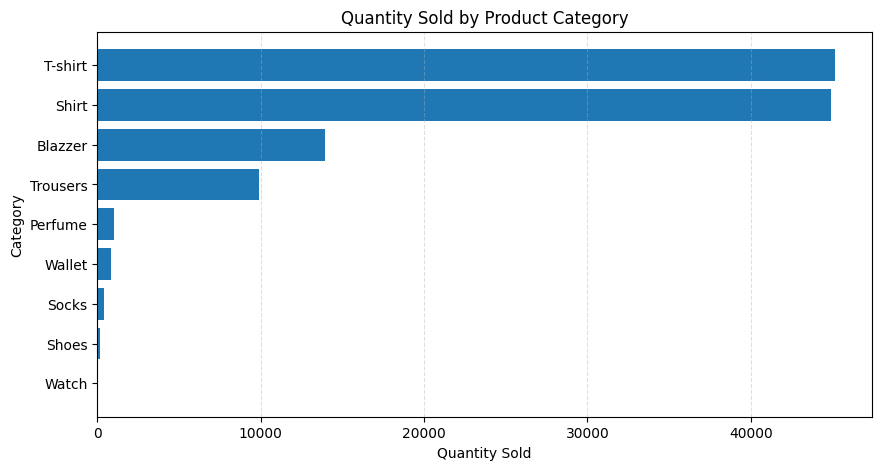 Quantity Sold by Product Category
Category
T-shirt
Shirt
Blazzer
Trousers
Perfume
Wallet
Socks
Shoes
Watch
0 10000 20000 30000 40000
Quantity Sold